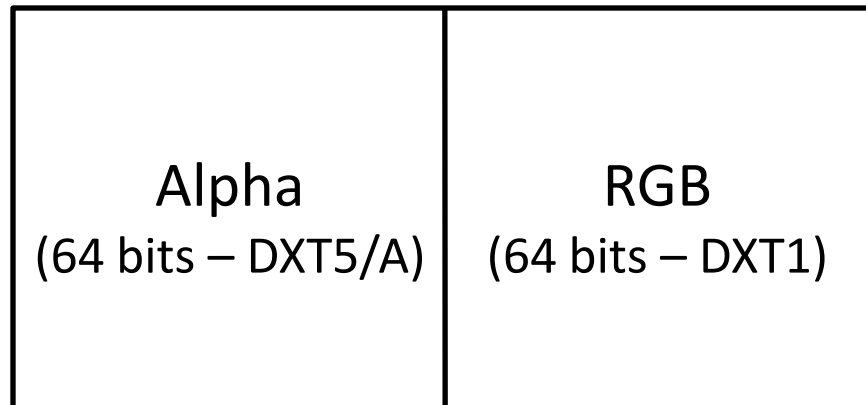 Alpha
(64 bits – DXT5/A)
RGB
(64 bits – DXT1)